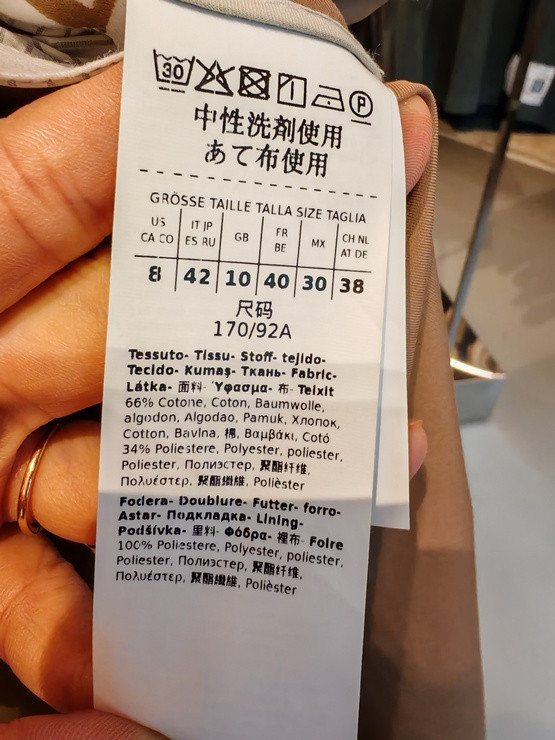 30 P
中性洗剤使用
あて布使用
GRÖSSE TAILLE TALLA SIZE TAGLIA
US CA CO | IT JP ES RU | GB | FR BE | MX | CH NL AT DE
8 | 42 | 10 | 40 | 30 | 38
尺码
170/92A
Tessuto- Tissu- Stoff- tejido-
Tecido- Kumaş- Ткань- Fabric-
Látka- 面料- Ύφασμα- 布- Teixit
66% Cotone, Coton, Baumwolle,
algodon, Algodao, Pamuk, Хлопок,
Cotton, Bavlna, 棉, Βαμβάκι, Cotó
34% Poliestere, Polyester, poliester,
Poliester, Полиэстер, 聚酯纤维,
Πολυέστερ, 聚酯纖維, Polièster
Fodera- Doublure- Futter- forro-
Astar- Подкладка- Lining-
Podšívka- 里料- Φόδρα- 裡布- Folre
100% Poliestere, Polyester, poliester,
Poliester, Полиэстер, 聚酯纤维,
Πολυέστερ, 聚酯纖維, Polièster